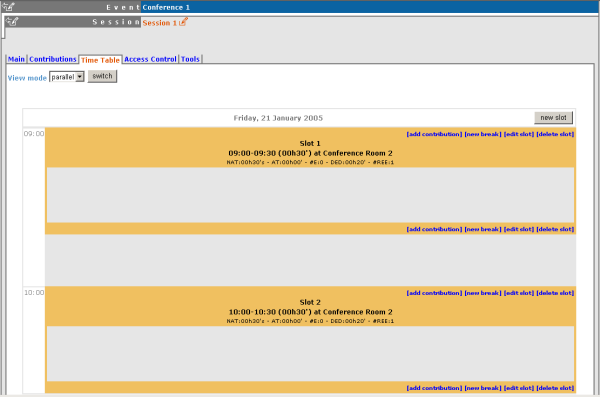 Event Conference 1
Session Session 1
Main Contributions Time Table Access Control Tools
View mode parallel switch
Friday, 21 January 2005 new slot
09:00 [add contribution] [new break] [edit slot] [delete slot]
Slot 1
09:00-09:30 (00h30') at Conference Room 2
NAT:00h30's - AT:00h00' - #E:0 - DED:00h20' - #REE:1
[add contribution] [new break] [edit slot] [delete slot]
10:00 [add contribution] [new break] [edit slot] [delete slot]
Slot 2
10:00-10:30 (00h30') at Conference Room 2
NAT:00h30's - AT:00h00' - #E:0 - DED:00h20' - #REE:1
[add contribution] [new break] [edit slot] [delete slot]